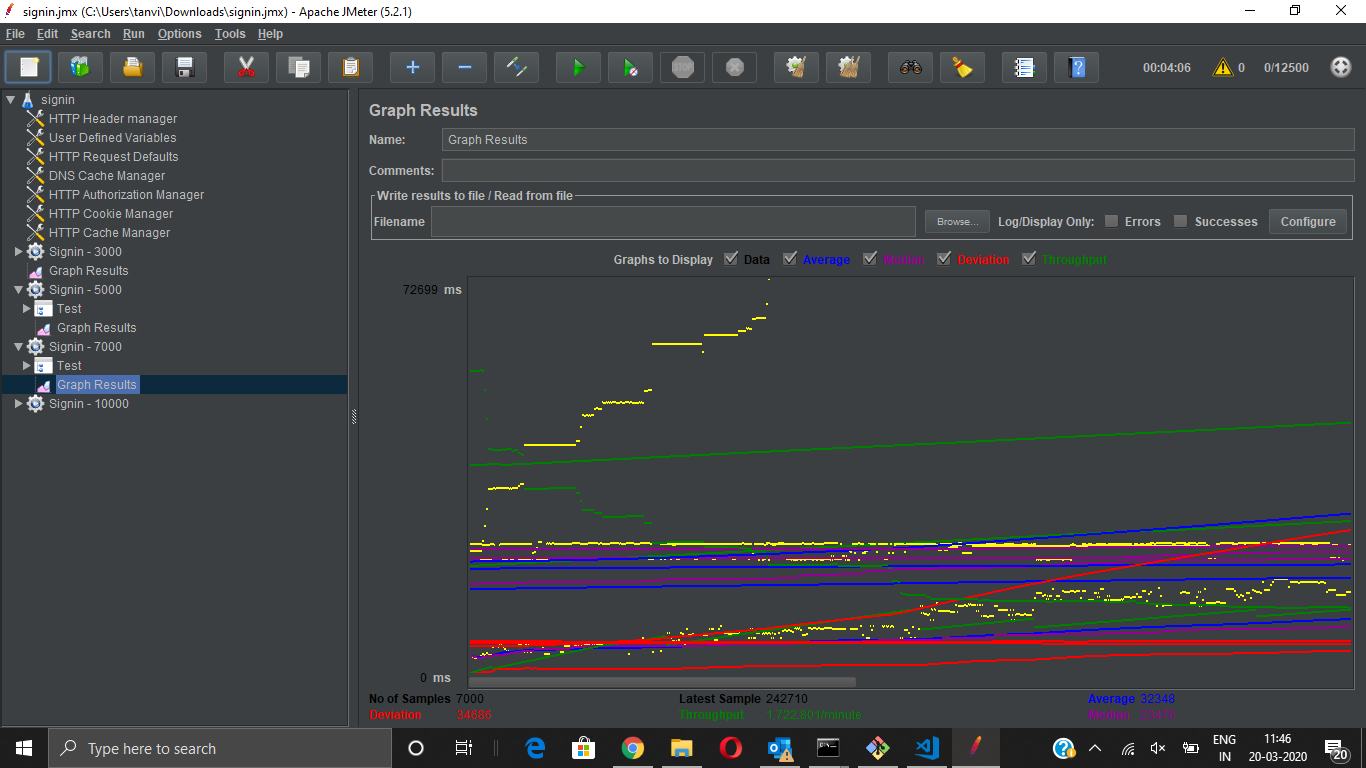 signin.jmx (C:\Users\tanvi\Downloads\signin.jmx) - Apache JMeter (5.2.1)
File Edit Search Run Options Tools Help
STOP 00:04:06 0 0/12500
signin
HTTP Header manager
User Defined Variables
HTTP Request Defaults
DNS Cache Manager
HTTP Authorization Manager
HTTP Cookie Manager
HTTP Cache Manager
Signin - 3000
Graph Results
Signin - 5000
Test
Graph Results
Signin - 7000
Test
Graph Results
Signin - 10000
Graph Results
Name: Graph Results
Comments:
Write results to file / Read from file
Filename Browse... Log/Display Only: Errors Successes Configure
Graphs to Display Data Average Median Deviation Throughput
72699 ms
0 ms
No of Samples 7000 Latest Sample 242710 Average 32348
Deviation 34686 Throughput 1,722.801/minute Median 23476
Type here to search
ENG 11:46
IN 20-03-2020 20